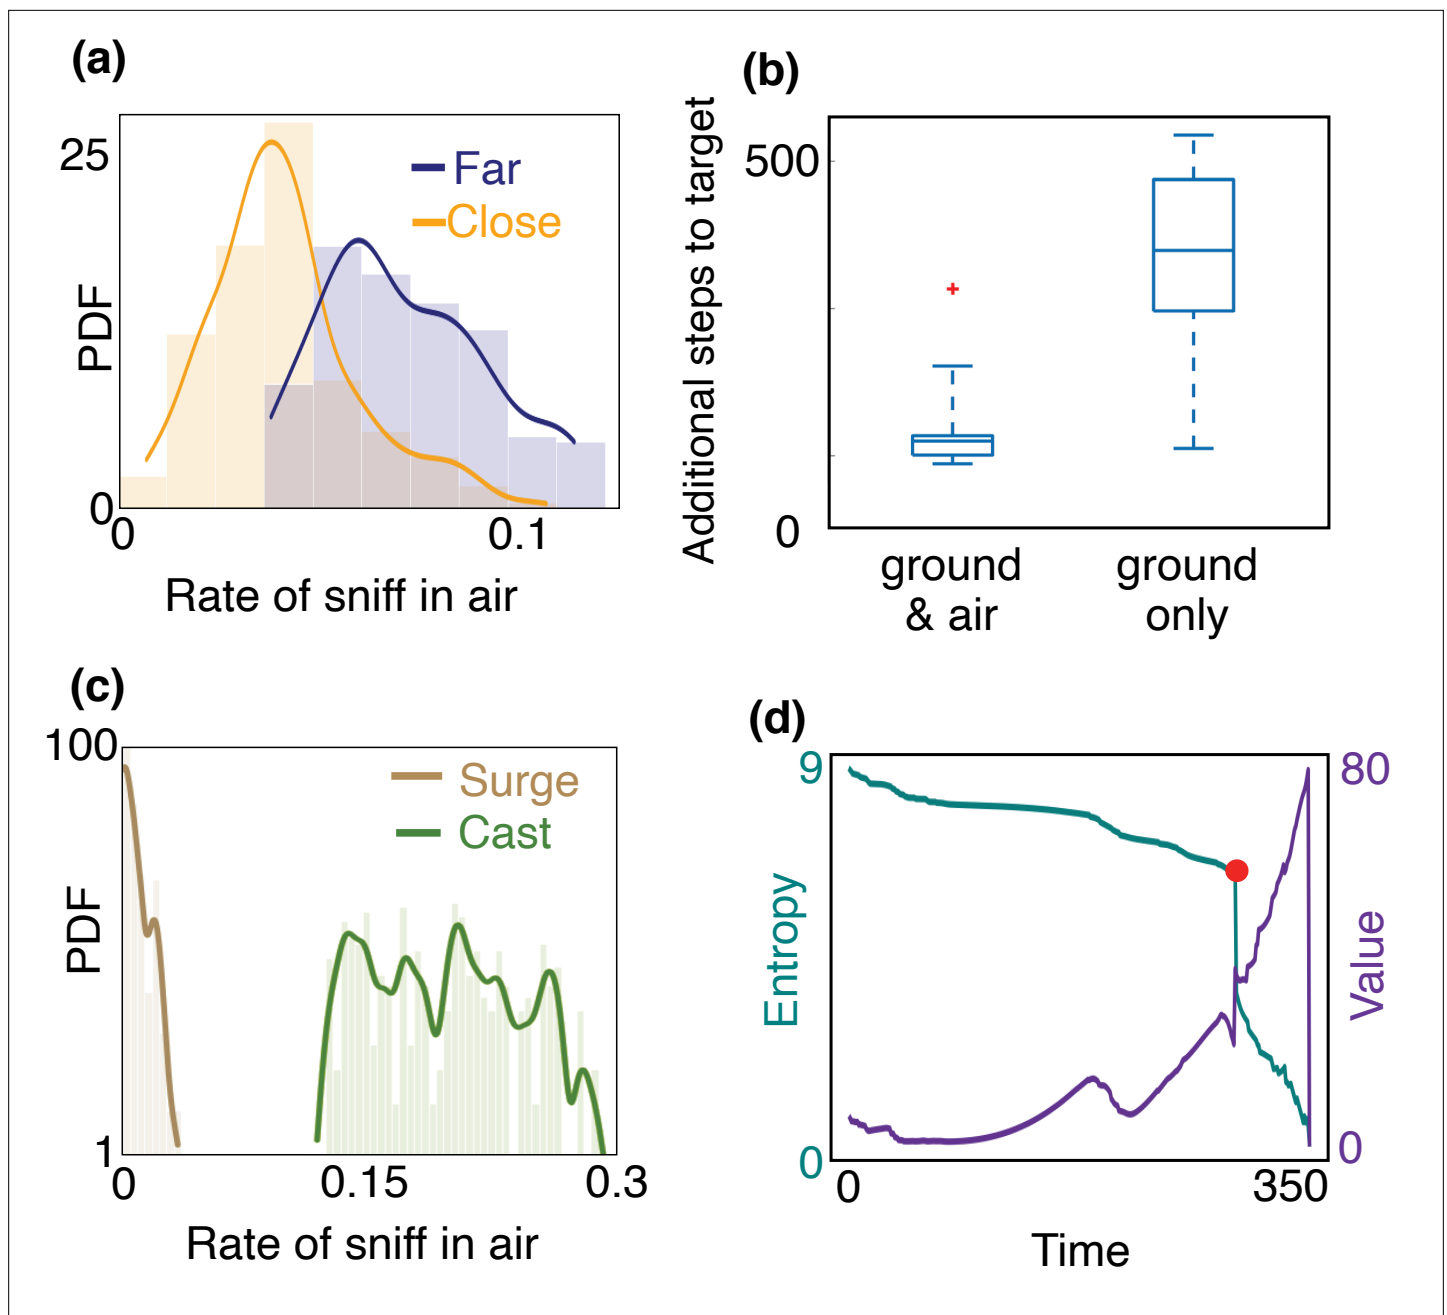 (a)
25
PDF
0
0
0.1
Far
Close
Rate of sniff in air
(b)
Additional steps to target
500
0
ground
& air
ground
only
(c)
100
PDF
1
0
0.15
0.3
Surge
Cast
Rate of sniff in air
(d)
9
Entropy
0
80
Value
0
0
350
Time